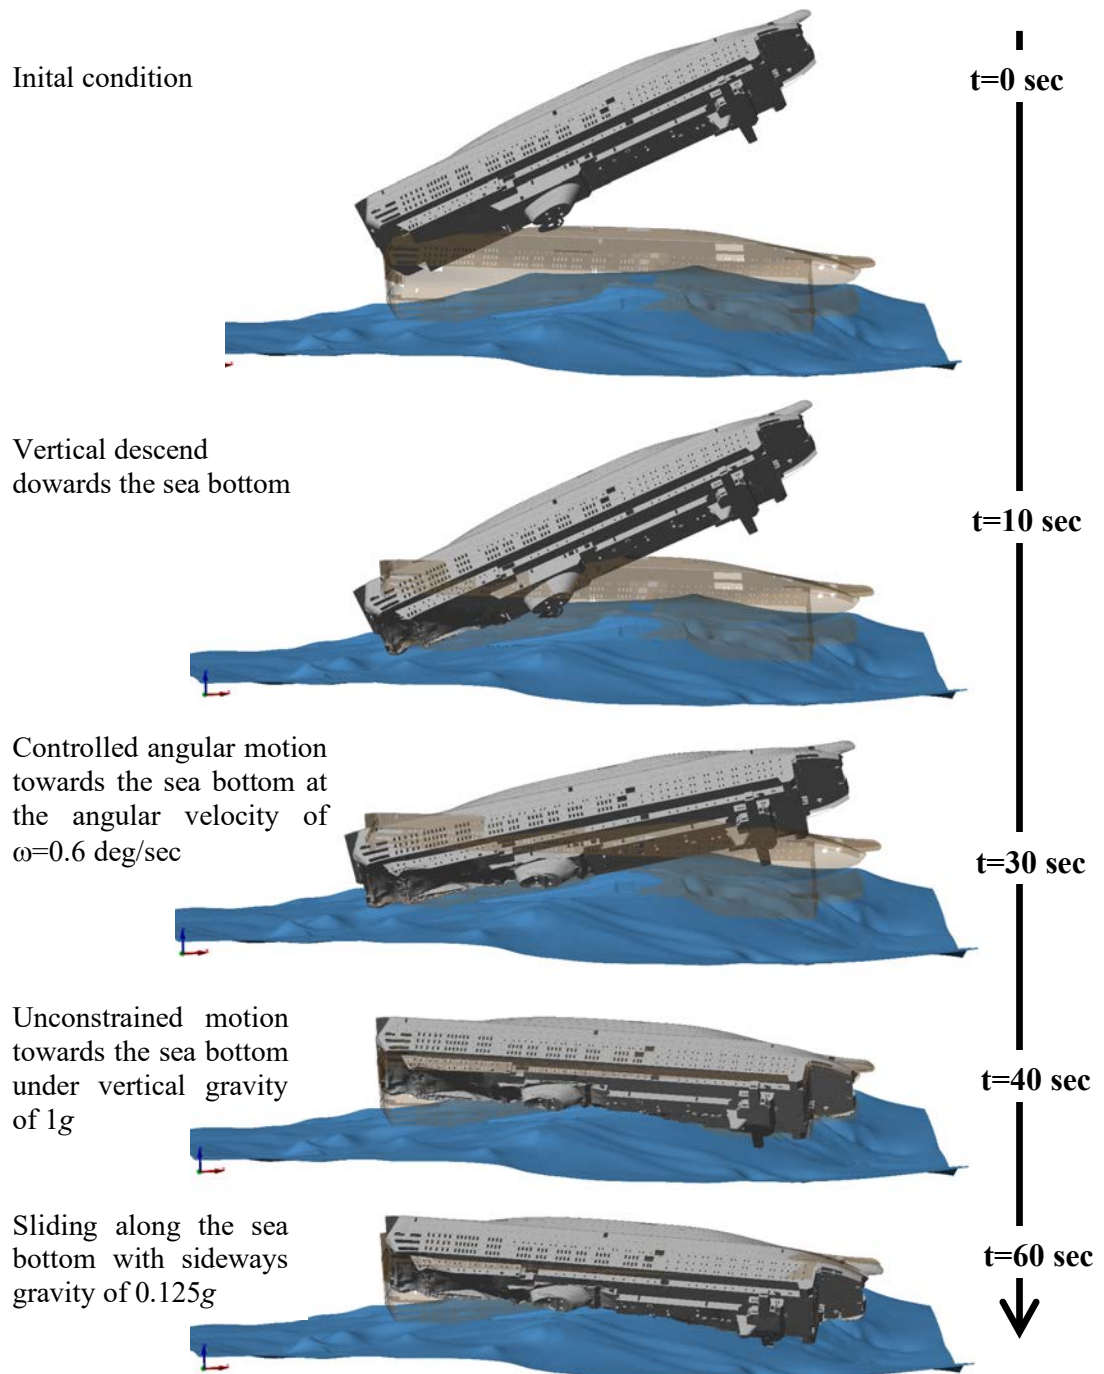 Inital condition
t=0 sec
Vertical descend
dowards the sea bottom
t=10 sec
Controlled angular motion
towards the sea bottom at
the angular velocity of
ω=0.6 deg/sec
t=30 sec
Unconstrained motion
towards the sea bottom
under vertical gravity
of 1g
t=40 sec
Sliding along the sea
bottom with sideways
gravity of 0.125g
t=60 sec